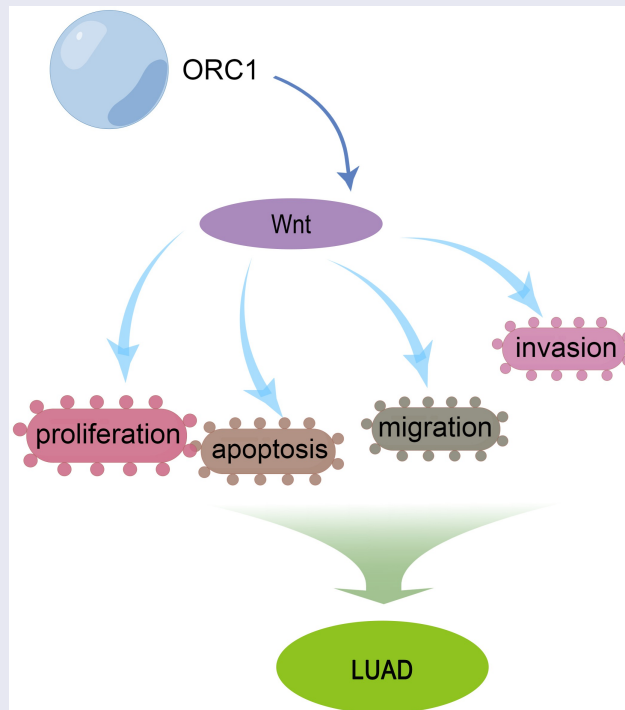 ORC1
Wnt
invasion
proliferation
apoptosis
migration
LUAD